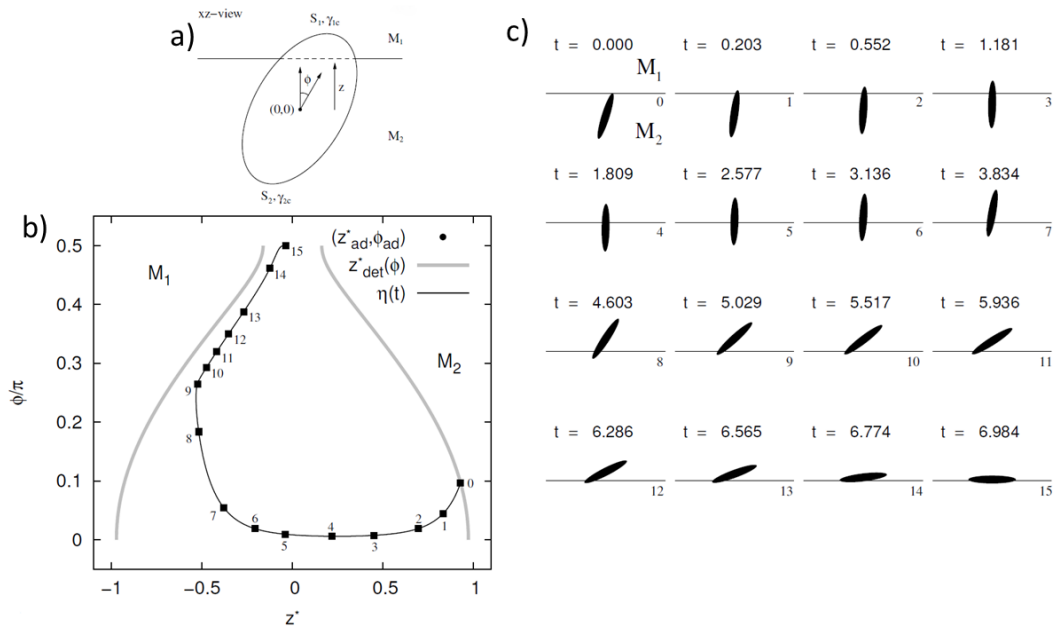 a)
xz-view
S₁, γ₁c
M₁
ϕ
z
(0,0)
M₂
S₂, γ₂c
b)
ϕ/π
0.5
0.4
0.3
0.2
0.1
0
-1
-0.5
0
0.5
1
z*
M₁
M₂
(z*ad, ϕad)
z*det(ϕ)
η(t)
0
1
2
3
4
5
6
7
8
9
10
11
12
13
14
15
c)
t = 0.000
t = 0.203
t = 0.552
t = 1.181
M₁
M₂
0
1
2
3
t = 1.809
t = 2.577
t = 3.136
t = 3.834
4
5
6
7
t = 4.603
t = 5.029
t = 5.517
t = 5.936
8
9
10
11
t = 6.286
t = 6.565
t = 6.774
t = 6.984
12
13
14
15